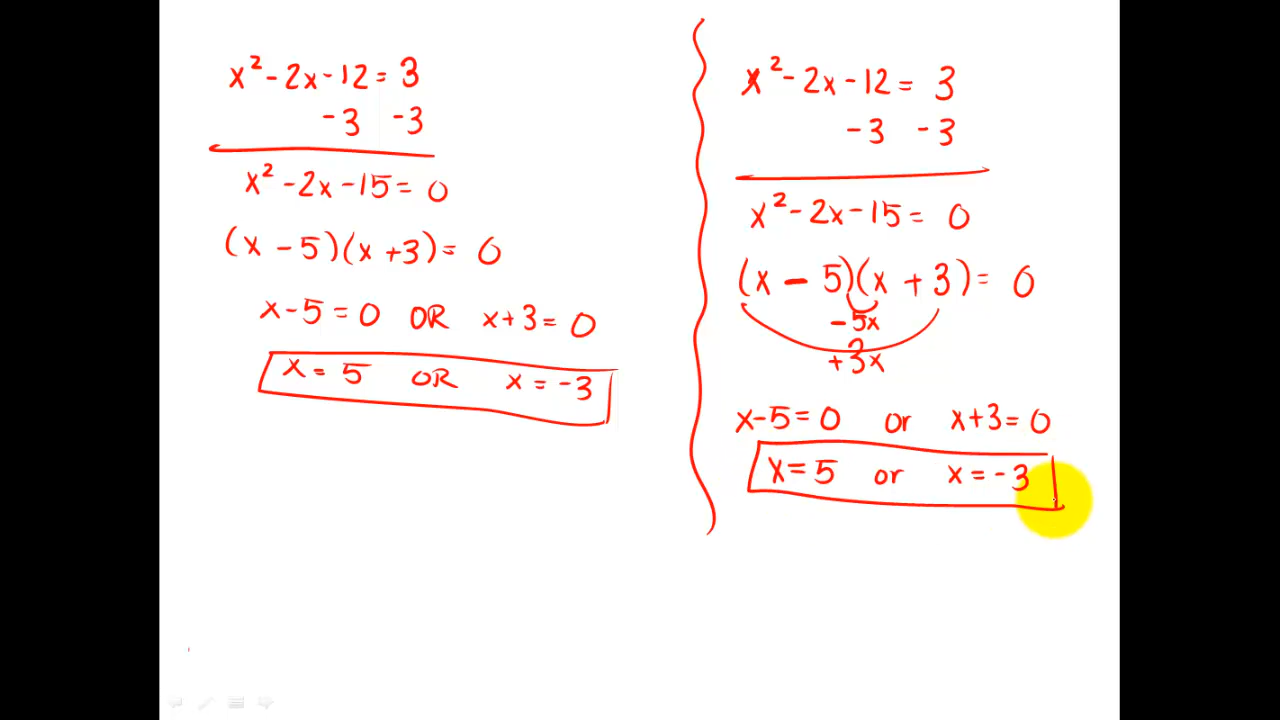 x² - 2x - 12 = 3
-3 -3
x² - 2x - 15 = 0
(x - 5)(x + 3) = 0
x - 5 = 0 OR x + 3 = 0
x = 5 OR x = -3
x² - 2x - 12 = 3
-3 -3
x² - 2x - 15 = 0
(x - 5)(x + 3) = 0
-5x
+3x
x - 5 = 0 or x + 3 = 0
x = 5 or x = -3